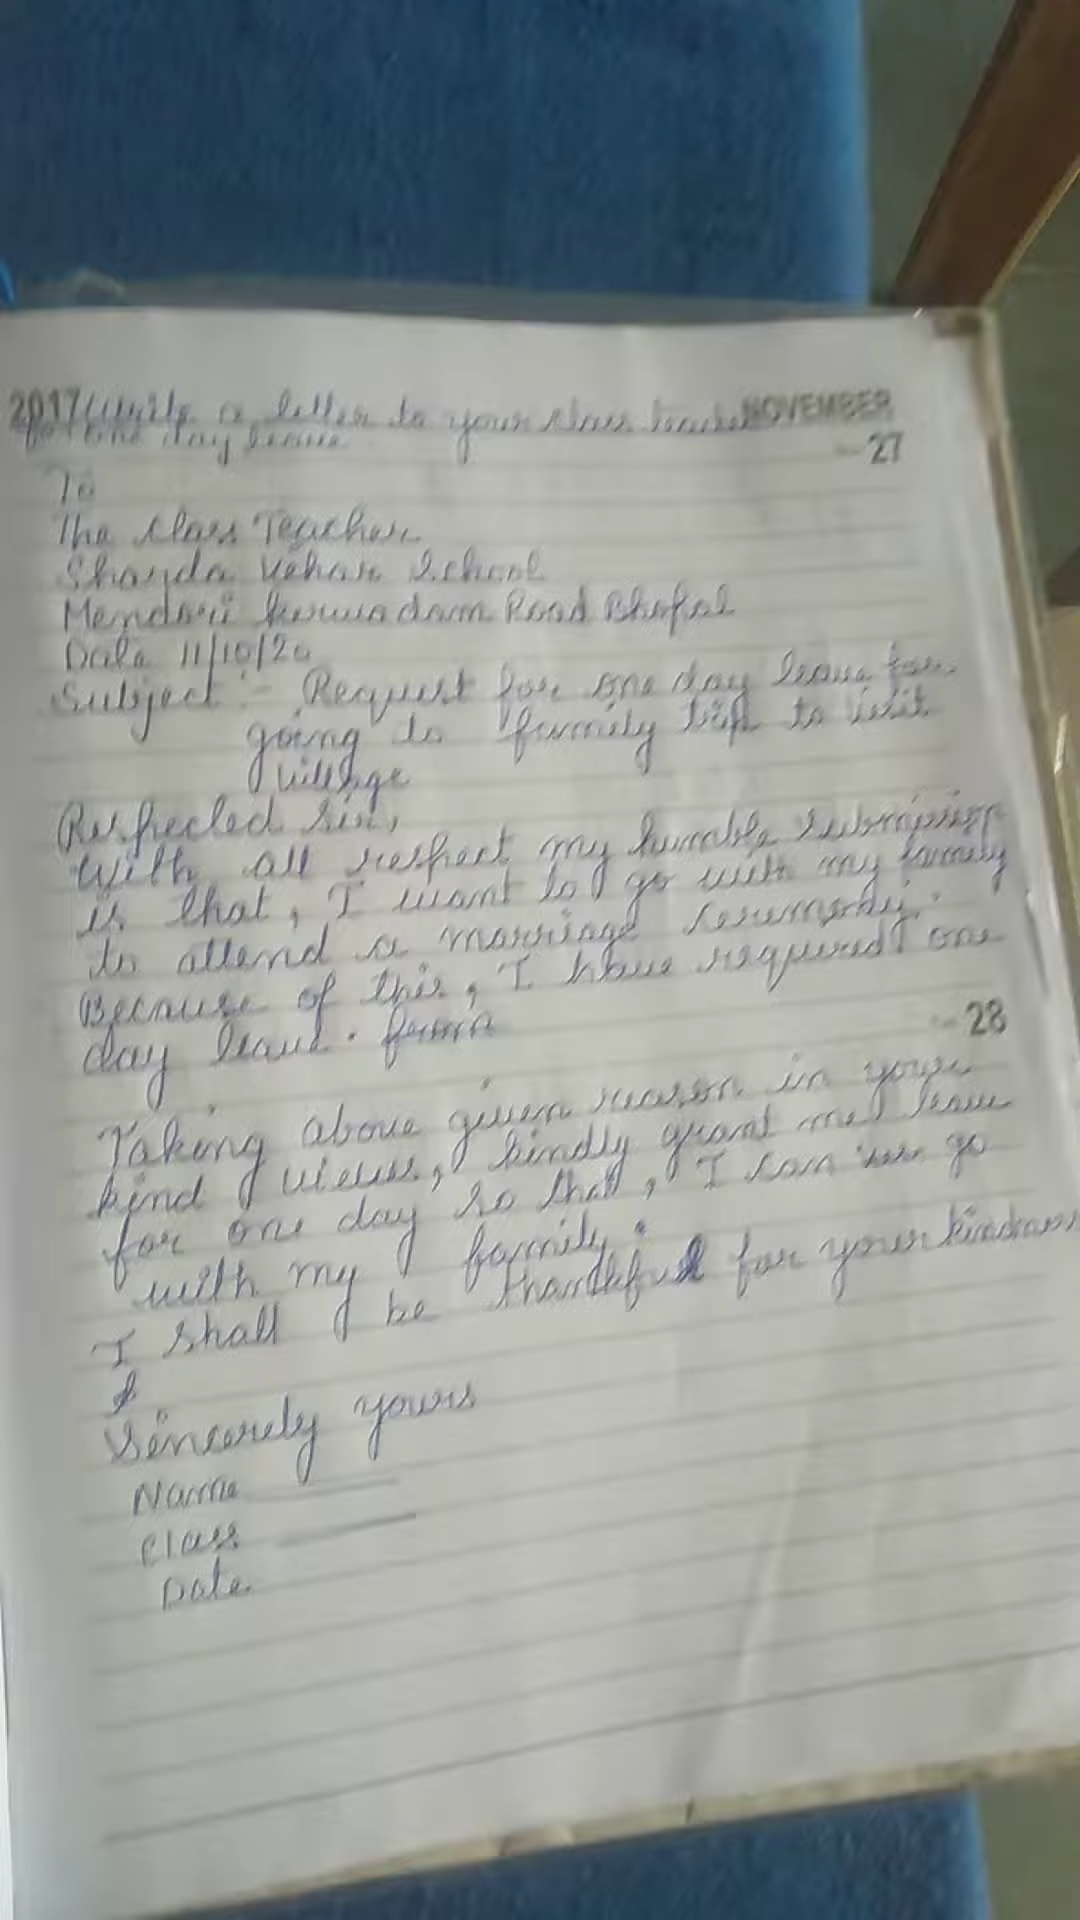 2017 Write a letter to your class teacher NOVEMBER
for one day leave 27
To
The Class Teacher
Sharda Vehar School
Mendori kerwadam Road Bhopal
Date 11/10/20
Subject :- Request for one day leave for
going to family trip to visit
village
Respected Sir,
With all respect my humble submission
is that, I want to go with my family
to attend a marriage ceremony.
Because of this, I have required one
day leave.
28
Taking above given reason in your
kind views, kindly grant me leave
for one day so that, I can go
with my family.
I shall be thankful for your kindness
Sincerely yours
Name
Class
Date